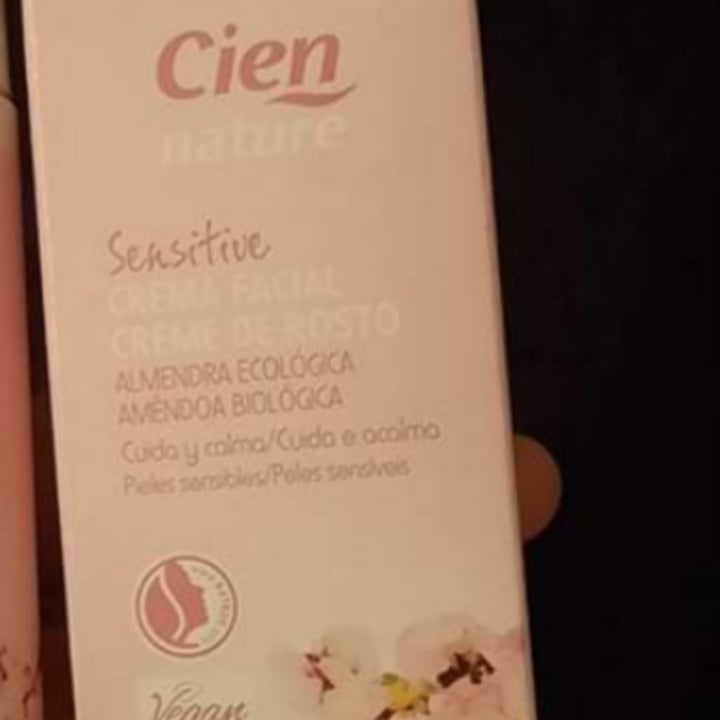 Cien
nature
Sensitive
CREMA FACIAL
CREME DE ROSTO
ALMENDRA ECOLÓGICA
AMÊNDOA BIOLÓGICA
Cuida y calma/Cuida e acalma
Peles sensibles/Peles sensíveis
Vegan